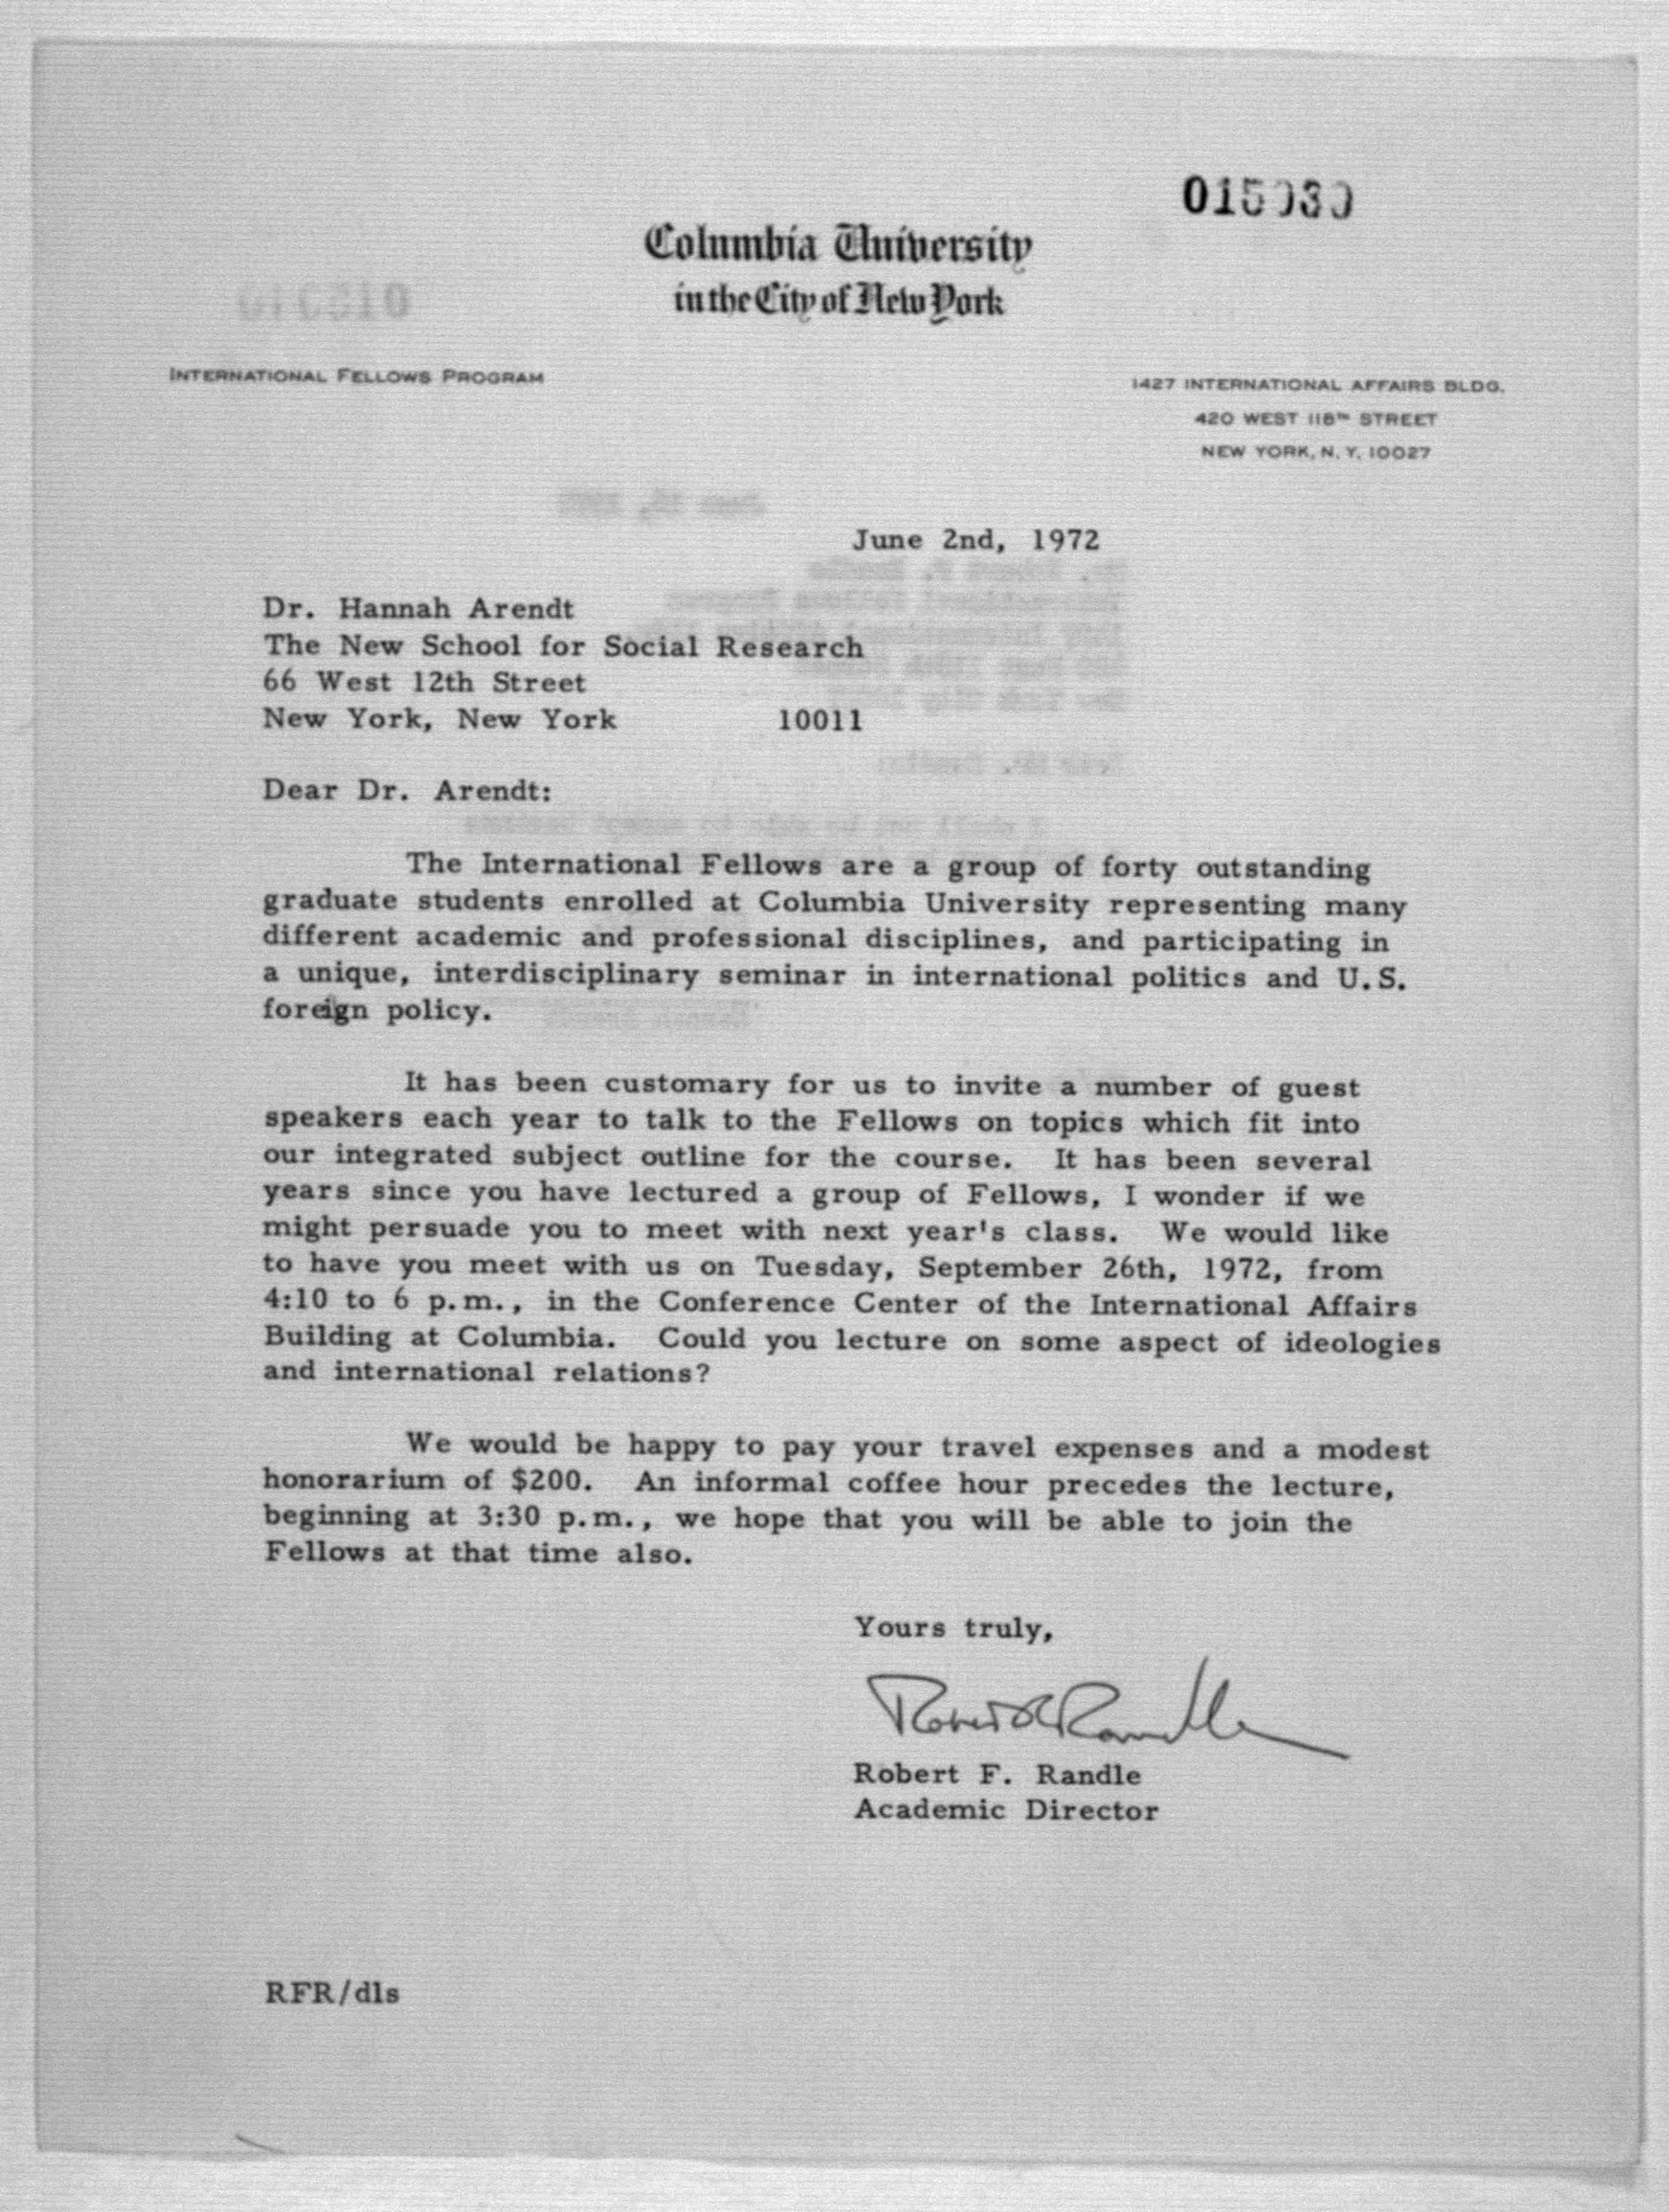 Columbia University
in the City of New York
INTERNATIONAL FELLOWS PROGRAM
1427 INTERNATIONAL AFFAIRS BLDG.
420 WEST 118TH STREET
NEW YORK, N. Y. 10027
June 2nd, 1972
Dr. Hannah Arendt
The New School for Social Research
66 West 12th Street
New York, New York 10011
Dear Dr. Arendt:
The International Fellows are a group of forty outstanding
graduate students enrolled at Columbia University representing many
different academic and professional disciplines, and participating in
a unique, interdisciplinary seminar in international politics and U.S.
foreign policy.
It has been customary for us to invite a number of guest
speakers each year to talk to the Fellows on topics which fit into
our integrated subject outline for the course. It has been several
years since you have lectured a group of Fellows, I wonder if we
might persuade you to meet with next year's class. We would like
to have you meet with us on Tuesday, September 26th, 1972, from
4:10 to 6 p.m., in the Conference Center of the International Affairs
Building at Columbia. Could you lecture on some aspect of ideologies
and international relations?
We would be happy to pay your travel expenses and a modest
honorarium of $200. An informal coffee hour precedes the lecture,
beginning at 3:30 p.m., we hope that you will be able to join the
Fellows at that time also.
Yours truly,
Robert F. Randle
Academic Director
RFR/dls